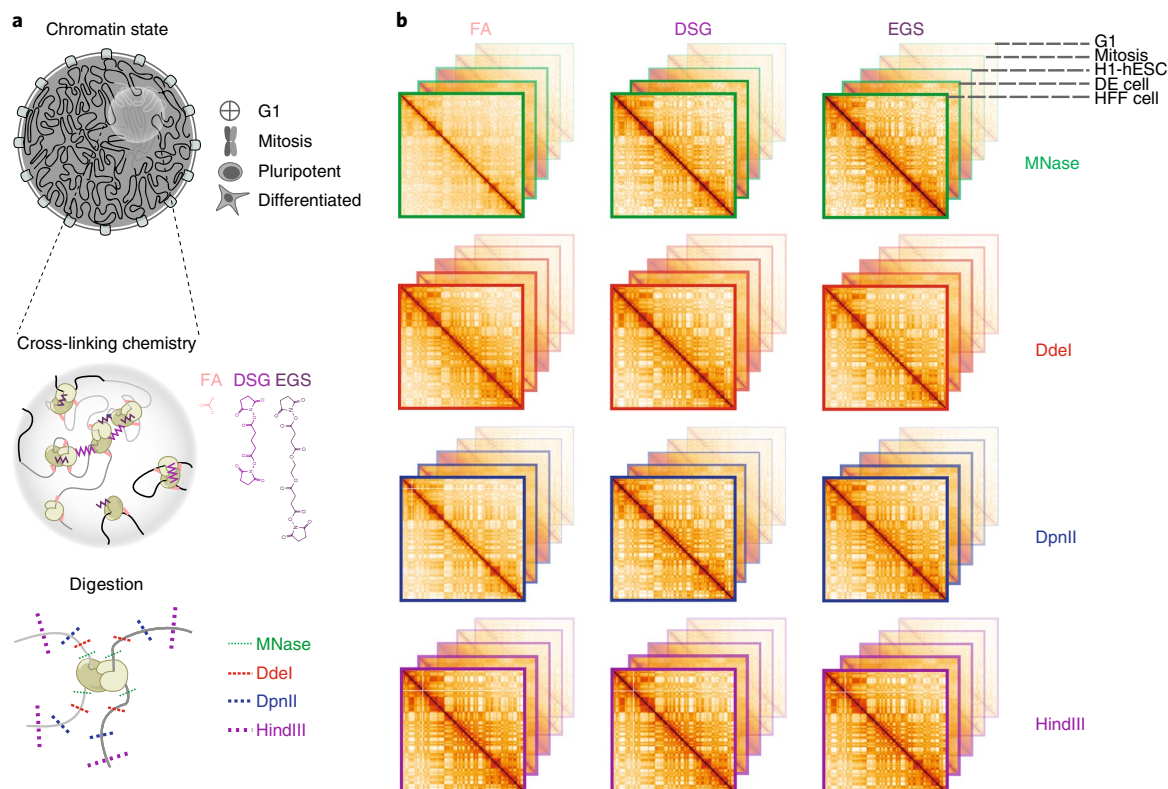 a
Chromatin state
G1
Mitosis
Pluripotent
Differentiated
Cross-linking chemistry
FA DSG EGS
Digestion
MNase
DdeI
DpnII
HindIII
b
FA DSG EGS
G1
Mitosis
H1-hESC
DE cell
HFF cell
MNase
DdeI
DpnII
HindIII